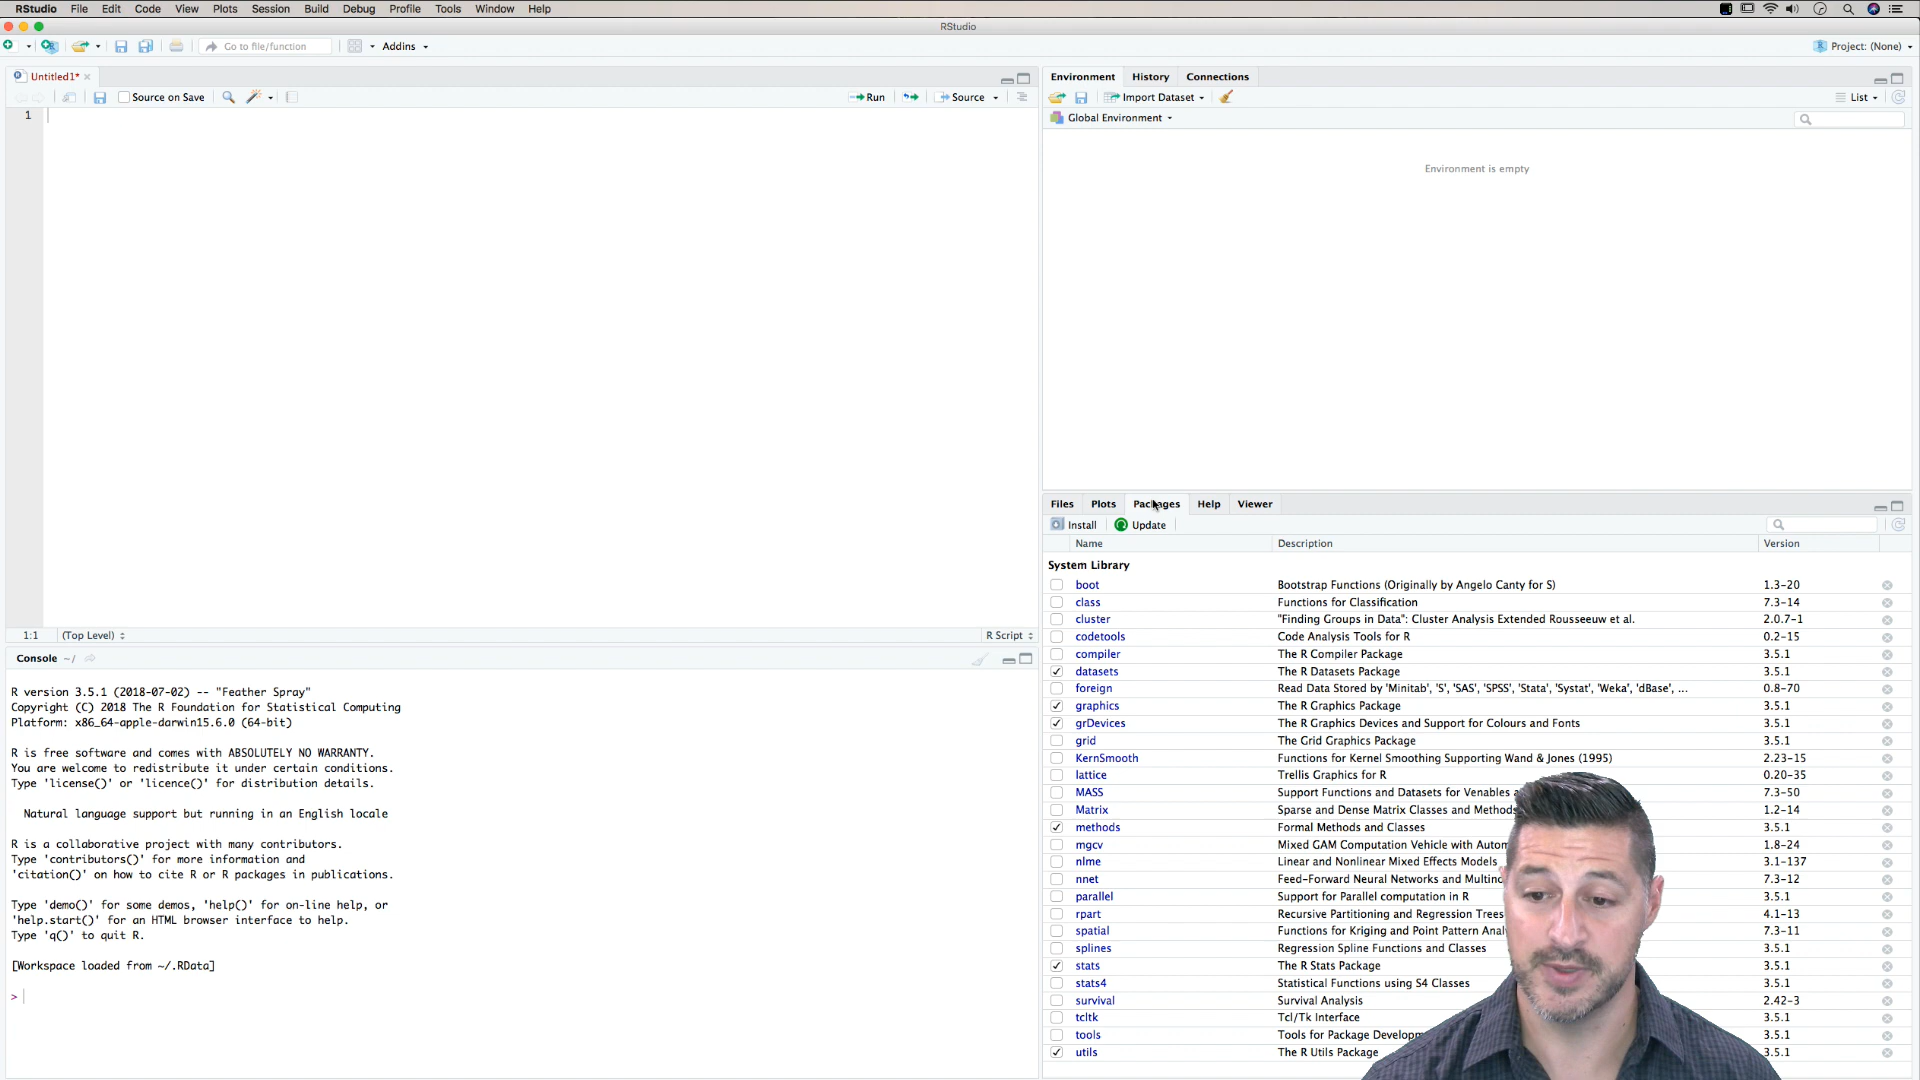 RStudio File Edit Code View Plots Session Build Debug Profile Tools Window Help
RStudio
Go to file/function Addins Project: (None)
Untitled1*
Source on Save Run Source
1
1:1 (Top Level) R Script
Console ~/
R version 3.5.1 (2018-07-02) -- "Feather Spray"
Copyright (C) 2018 The R Foundation for Statistical Computing
Platform: x86_64-apple-darwin15.6.0 (64-bit)
R is free software and comes with ABSOLUTELY NO WARRANTY.
You are welcome to redistribute it under certain conditions.
Type 'license()' or 'licence()' for distribution details.
Natural language support but running in an English locale
R is a collaborative project with many contributors.
Type 'contributors()' for more information and
'citation()' on how to cite R or R packages in publications.
Type 'demo()' for some demos, 'help()' for on-line help, or
'help.start()' for an HTML browser interface to help.
Type 'q()' to quit R.
[Workspace loaded from ~/.RData]
>
Environment History Connections
Import Dataset List
Global Environment
Environment is empty
Files Plots Packages Help Viewer
Install Update
Name Description Version
System Library
boot Bootstrap Functions (Originally by Angelo Canty for S) 1.3-20
class Functions for Classification 7.3-14
cluster "Finding Groups in Data": Cluster Analysis Extended Rousseeuw et al. 2.0.7-1
codetools Code Analysis Tools for R 0.2-15
compiler The R Compiler Package 3.5.1
datasets The R Datasets Package 3.5.1
foreign Read Data Stored by 'Minitab', 'S', 'SAS', 'SPSS', 'Stata', 'Systat', 'Weka', 'dBase', ... 0.8-70
graphics The R Graphics Package 3.5.1
grDevices The R Graphics Devices and Support for Colours and Fonts 3.5.1
grid The Grid Graphics Package 3.5.1
KernSmooth Functions for Kernel Smoothing Supporting Wand & Jones (1995) 2.23-15
lattice Trellis Graphics for R 0.20-35
MASS Support Functions and Datasets for Venables 7.3-50
Matrix Sparse and Dense Matrix Classes and Methods 1.2-14
methods Formal Methods and Classes 3.5.1
mgcv Mixed GAM Computation Vehicle with Autom 1.8-24
nlme Linear and Nonlinear Mixed Effects Models 3.1-137
nnet Feed-Forward Neural Networks and Multino 7.3-12
parallel Support for Parallel computation in R 3.5.1
rpart Recursive Partitioning and Regression Trees 4.1-13
spatial Functions for Kriging and Point Pattern Anal 7.3-11
splines Regression Spline Functions and Classes 3.5.1
stats The R Stats Package 3.5.1
stats4 Statistical Functions using S4 Classes 3.5.1
survival Survival Analysis 2.42-3
tcltk Tcl/Tk Interface 3.5.1
tools Tools for Package Develop 3.5.1
utils The R Utils Package 3.5.1